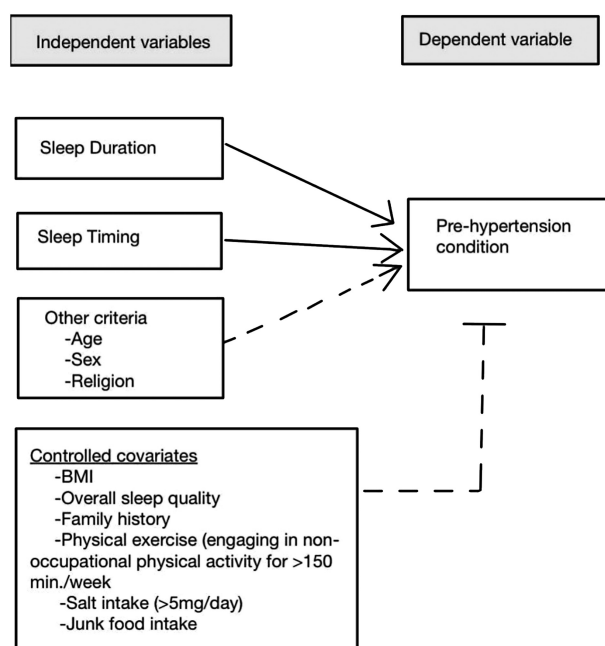 Independent variables
Dependent variable
Sleep Duration
Sleep Timing
Pre-hypertension
condition
Other criteria
-Age
-Sex
-Religion
Controlled covariates
-BMI
-Overall sleep quality
-Family history
-Physical exercise (engaging in non-
occupational physical activity for >150
min./week
-Salt intake (>5mg/day)
-Junk food intake